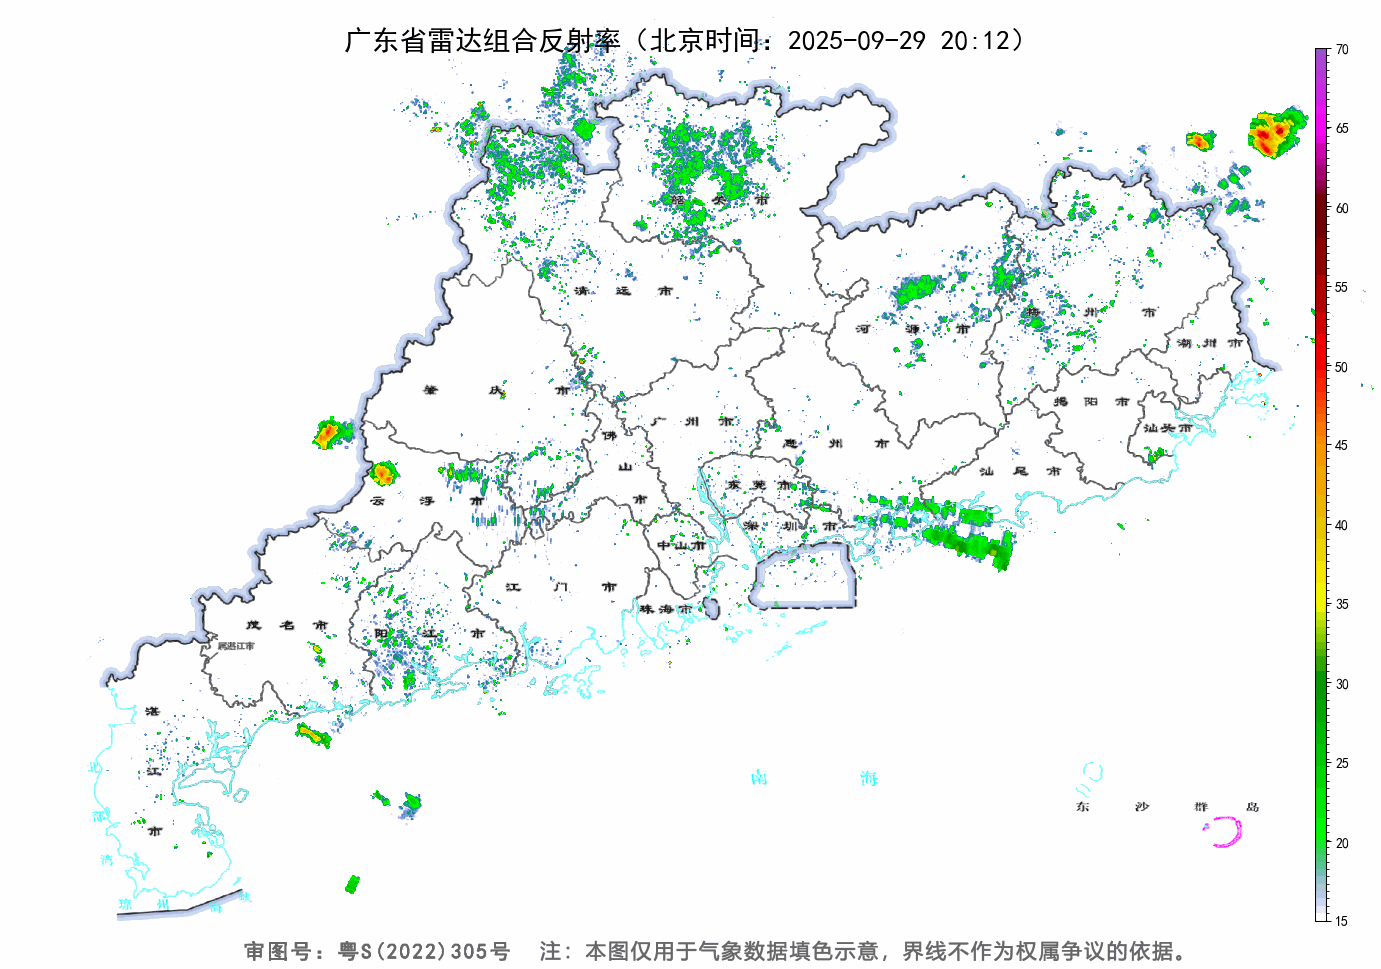 广东省雷达组合反射率（北京时间：2025-09-29 20:12）
70
65
60
55
50
45
40
35
30
25
20
15
韶关市
清远市
河源市
梅州市
潮州市
肇庆市
广州市
惠州市
揭阳市
汕头市
佛山市
汕尾市
东莞市
云浮市
深圳市
中山市
江门市
珠海市
茂名市
阳江市
属湛江市
湛江市
北部湾
南海
东沙群岛
琼州海峡
审图号：粤S(2022)305号 注：本图仅用于气象数据填色示意，界线不作为权属争议的依据。